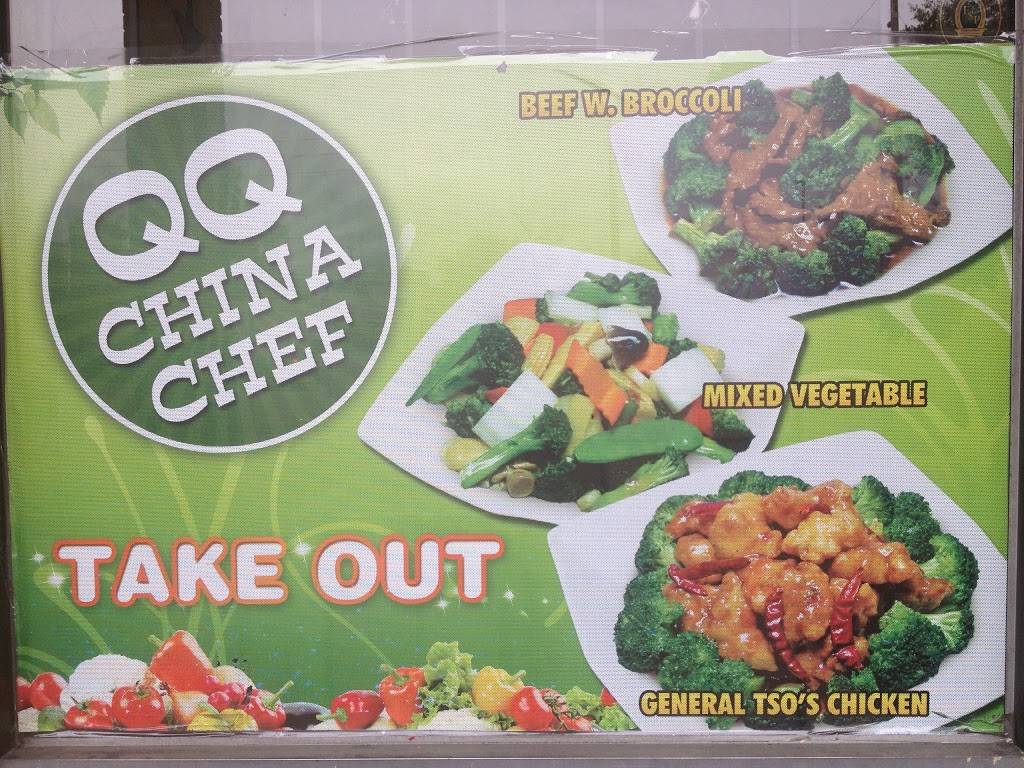 QQ
CHINA
CHEF
BEEF W. BROCCOLI
MIXED VEGETABLE
TAKE OUT
GENERAL TSO'S CHICKEN